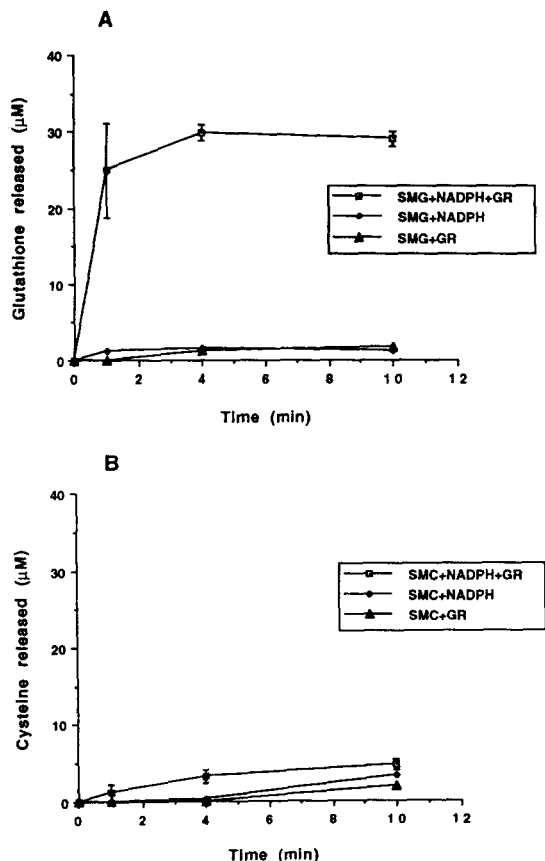 A
Glutathione released (μM)
40
30
20
10
0
0
2
4
6
8
10
12
Time (min)
SMG+NADPH+GR
SMG+NADPH
SMG+GR
B
Cysteine released (μM)
40
30
20
10
0
0
2
4
6
8
10
12
Time (min)
SMC+NADPH+GR
SMC+NADPH
SMC+GR